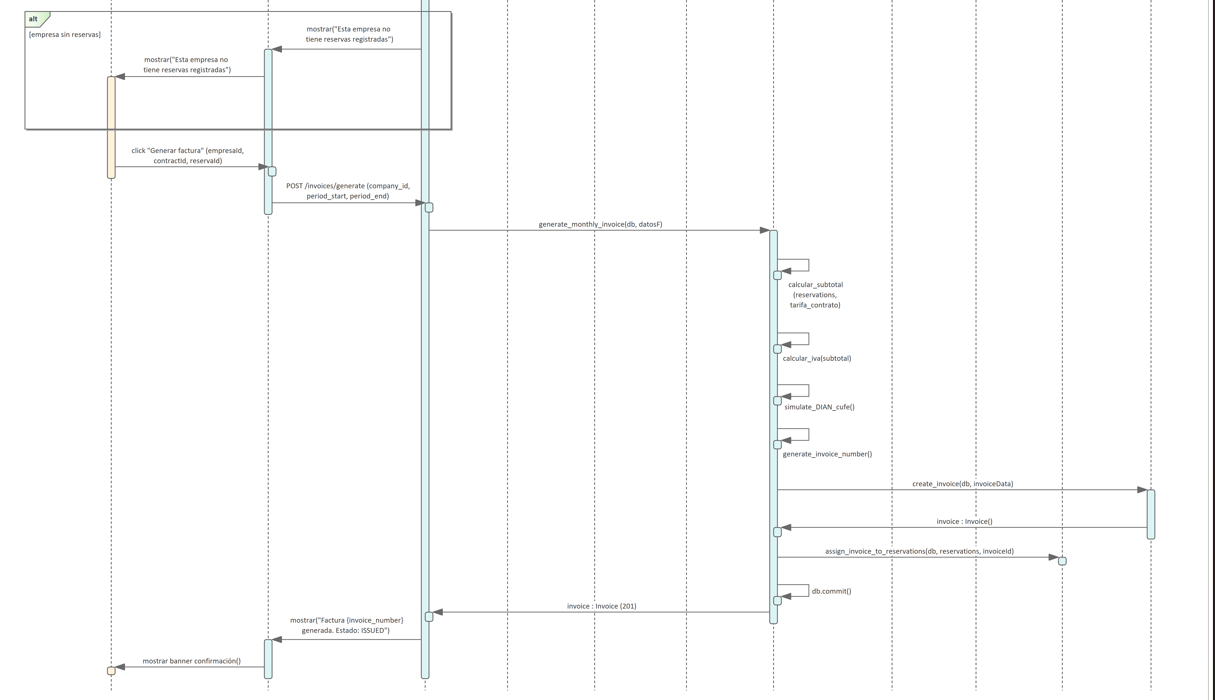 alt
[empresa sin reservas]
mostrar("Esta empresa no
tiene reservas registradas")
mostrar("Esta empresa no
tiene reservas registradas")
click "Generar factura" (empresaId,
contractId, reservaId)
POST /invoices/generate (company_id,
period_start, period_end)
generate_monthly_invoice(db, datosF)
calcular_subtotal
(reservations,
tarifa_contrato)
calcular_iva(subtotal)
simulate_DIAN_cufe()
generate_invoice_number()
create_invoice(db, invoiceData)
invoice : Invoice()
assign_invoice_to_reservations(db, reservations, invoiceId)
db.commit()
invoice : Invoice (201)
mostrar("Factura {invoice_number}
generada. Estado: ISSUED")
mostrar banner confirmación()